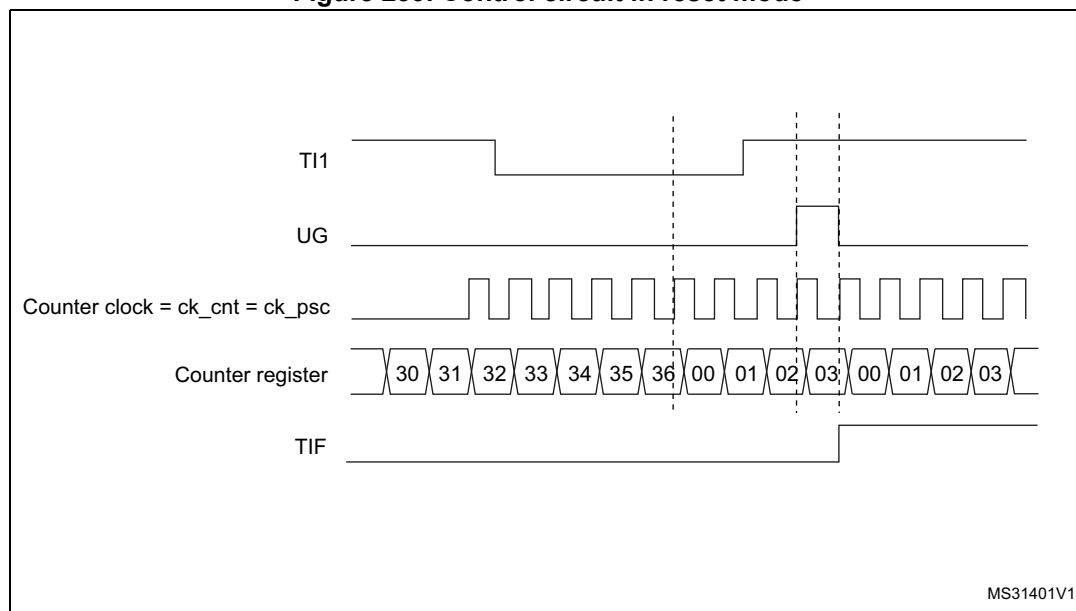 TI1
UG
Counter clock = ck_cnt = ck_psc
Counter register 30 31 32 33 34 35 36 00 01 02 03 00 01 02 03
TIF
MS31401V1